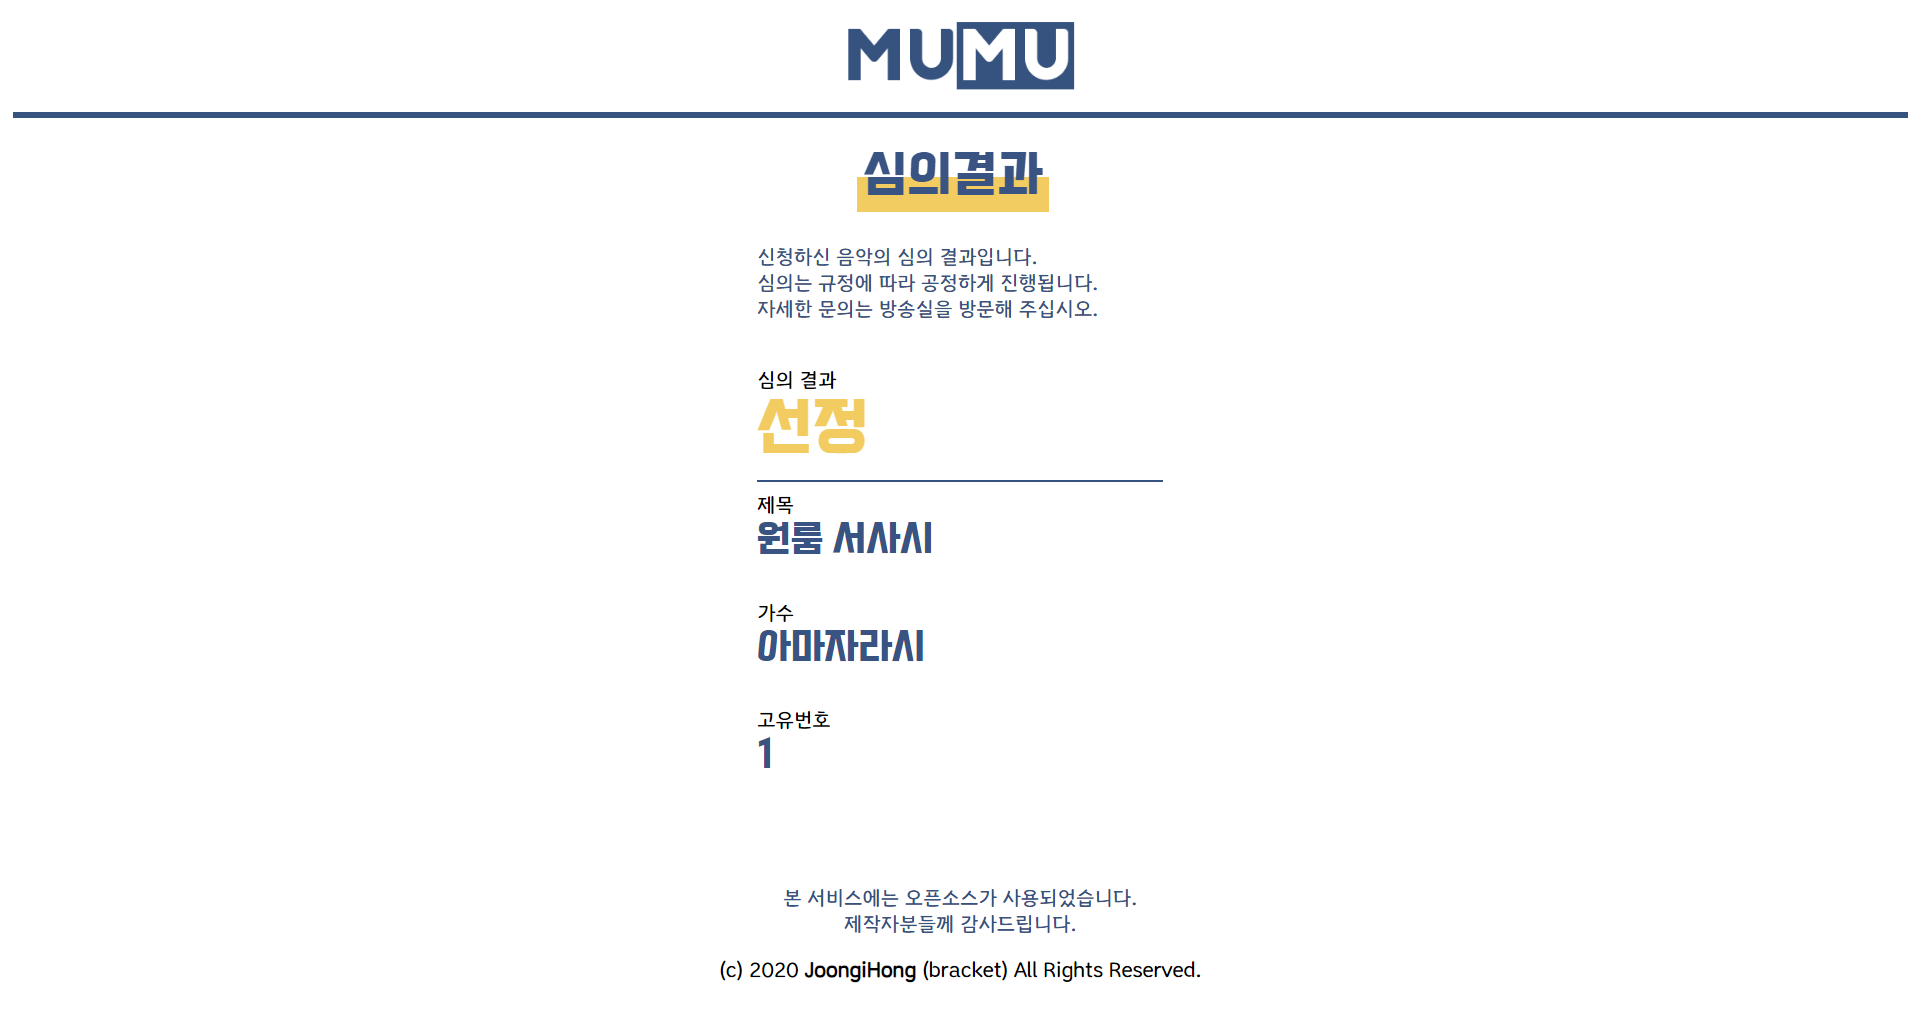 MUMU
심의결과
신청하신 음악의 심의 결과입니다.
심의는 규정에 따라 공정하게 진행됩니다.
자세한 문의는 방송실을 방문해 주십시오.
심의 결과
선정
제목
원룸 서사시
가수
아마자라시
고유번호
1
본 서비스에는 오픈소스가 사용되었습니다.
제작자분들께 감사드립니다.
(c) 2020 JoongiHong (bracket) All Rights Reserved.